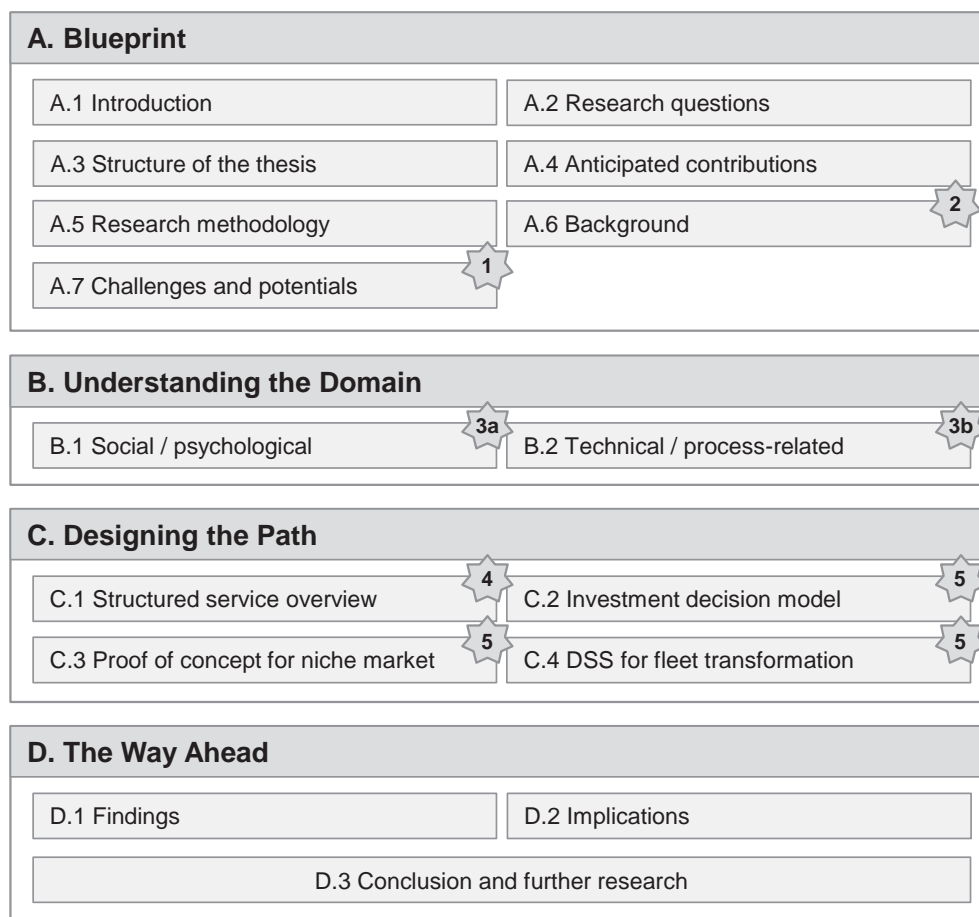 A. Blueprint
A.1 Introduction
A.2 Research questions
A.3 Structure of the thesis
A.4 Anticipated contributions
A.5 Research methodology
A.6 Background
2
A.7 Challenges and potentials
1
B. Understanding the Domain
B.1 Social / psychological
3a
B.2 Technical / process-related
3b
C. Designing the Path
C.1 Structured service overview
4
C.2 Investment decision model
5
C.3 Proof of concept for niche market
5
C.4 DSS for fleet transformation
5
D. The Way Ahead
D.1 Findings
D.2 Implications
D.3 Conclusion and further research